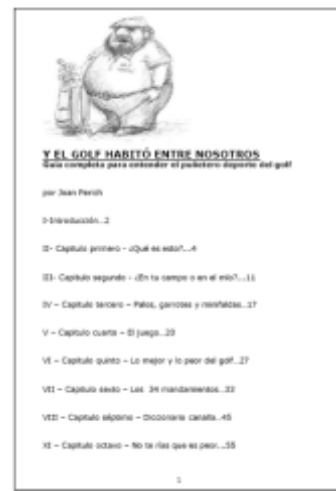 Y EL GOLF HABITÓ ENTRE NOSOTROS
Guía completa para entender el puñetero deporte del golf
por Jean Perich
I-Introducción..2
II- Capítulo primero – ¿Qué es esto?...4
III- Capítulo segundo - ¿En tu campo o en el mío?...11
IV – Capítulo tercero – Palos, garrotes y minifaldas...17
V – Capítulo cuarto – El juego...20
VI – Capítulo quinto – Lo mejor y lo peor del golf...27
VII – Capítulo sexto – Los 34 mandamientos...33
VIII – Capítulo séptimo – Diccionario canalla...45
XI – Capítulo octavo – No te rías que es peor...55
1